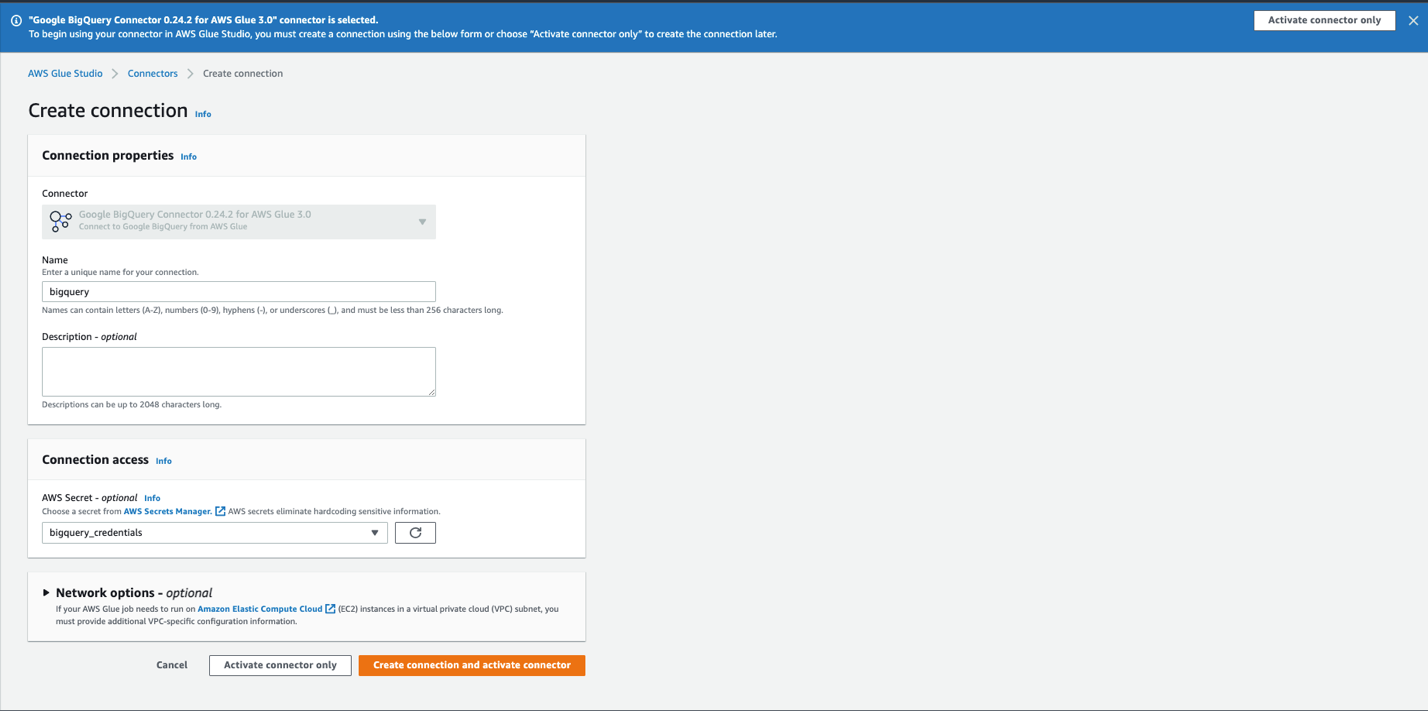 "Google BigQuery Connector 0.24.2 for AWS Glue 3.0" connector is selected.
To begin using your connector in AWS Glue Studio, you must create a connection using the below form or choose "Activate connector only" to create the connection later.
Activate connector only
AWS Glue Studio > Connectors > Create connection
Create connection Info
Connection properties Info
Connector
Google BigQuery Connector 0.24.2 for AWS Glue 3.0
Connect to Google BigQuery from AWS Glue
Name
Enter a unique name for your connection.
bigquery
Names can contain letters (A-Z), numbers (0-9), hyphens (-), or underscores (_), and must be less than 256 characters long.
Description - optional
Descriptions can be up to 2048 characters long.
Connection access Info
AWS Secret - optional Info
Choose a secret from AWS Secrets Manager. AWS secrets eliminate hardcoding sensitive information.
bigquery_credentials
Network options - optional
If your AWS Glue job needs to run on Amazon Elastic Compute Cloud (EC2) instances in a virtual private cloud (VPC) subnet, you
must provide additional VPC-specific configuration information.
Cancel Activate connector only Create connection and activate connector